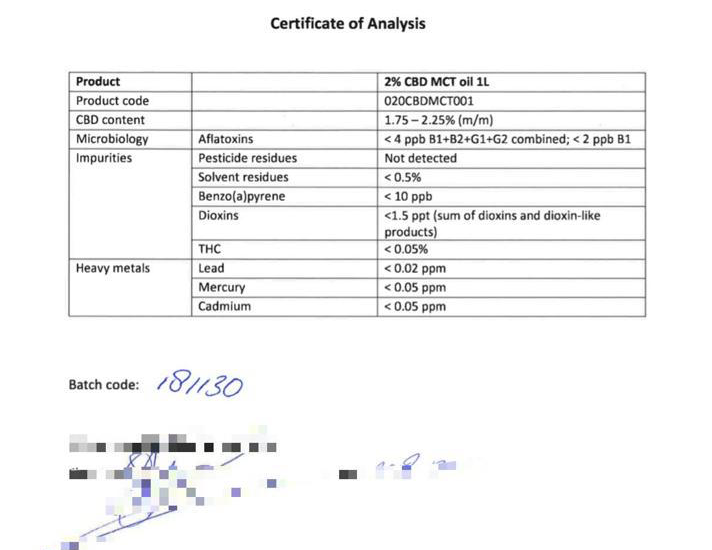 Certificate of Analysis
Product 2% CBD MCT oil 1L
Product code 020CBDMCT001
CBD content 1.75 – 2.25% (m/m)
Microbiology Aflatoxins < 4 ppb B1+B2+G1+G2 combined; < 2 ppb B1
Impurities Pesticide residues Not detected
Solvent residues < 0.5%
Benzo(a)pyrene < 10 ppb
Dioxins <1.5 ppt (sum of dioxins and dioxin-like
products)
THC < 0.05%
Heavy metals Lead < 0.02 ppm
Mercury < 0.05 ppm
Cadmium < 0.05 ppm
Batch code: 181130